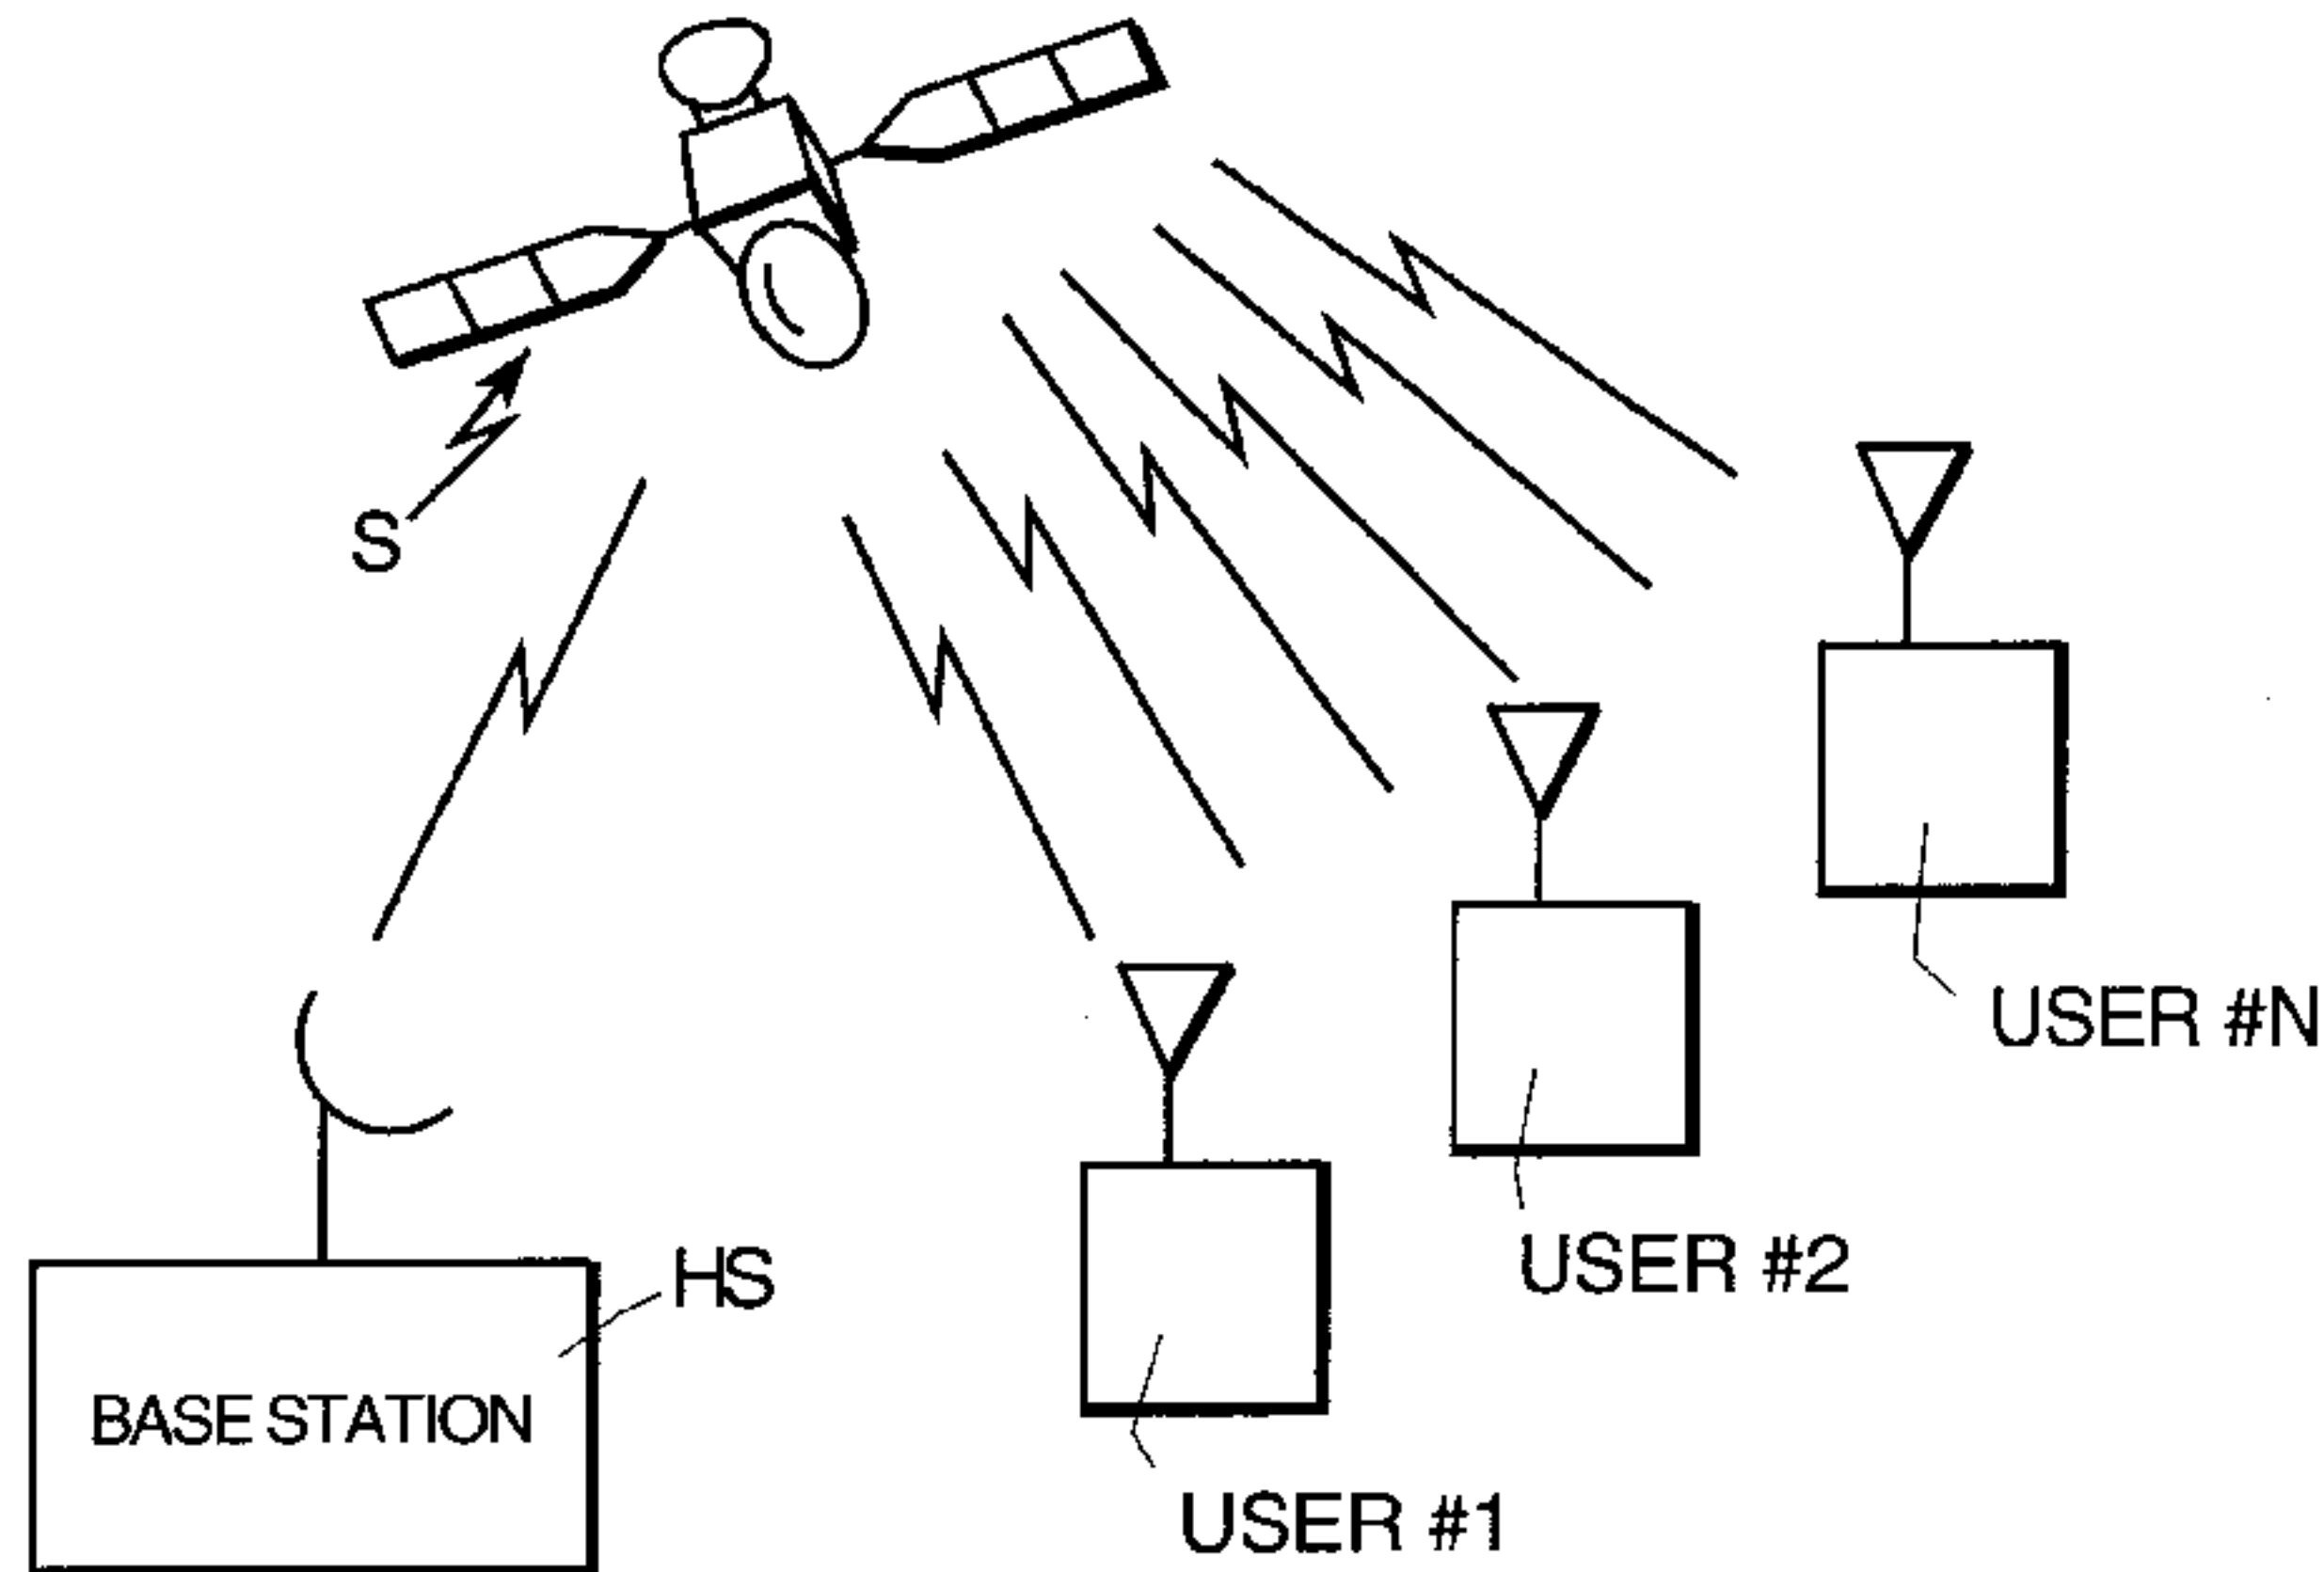 S
USER #N
USER #2
HS
BASE STATION
USER #1